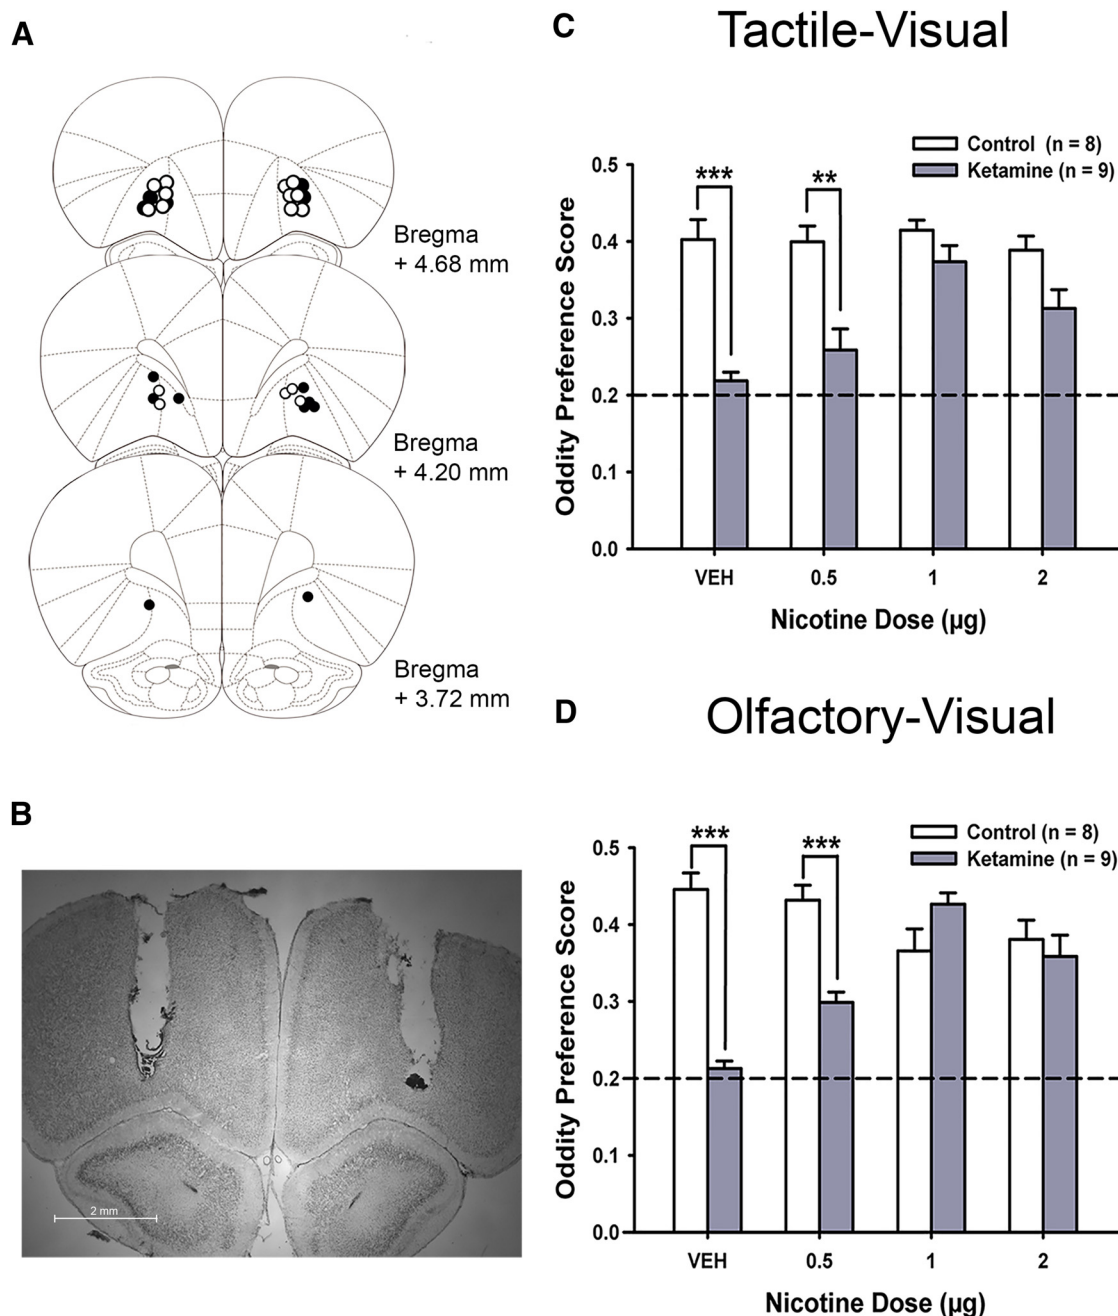 A
Bregma
+ 4.68 mm
Bregma
+ 4.20 mm
Bregma
+ 3.72 mm
B
2 mm
C
Tactile-Visual
Control (n = 8)
Ketamine (n = 9)
***
**
Oddity Preference Score
0.5
0.4
0.3
0.2
0.1
0.0
VEH
0.5
1
2
Nicotine Dose (µg)
D
Olfactory-Visual
Control (n = 8)
Ketamine (n = 9)
***
***
Oddity Preference Score
0.5
0.4
0.3
0.2
0.1
0.0
VEH
0.5
1
2
Nicotine Dose (µg)